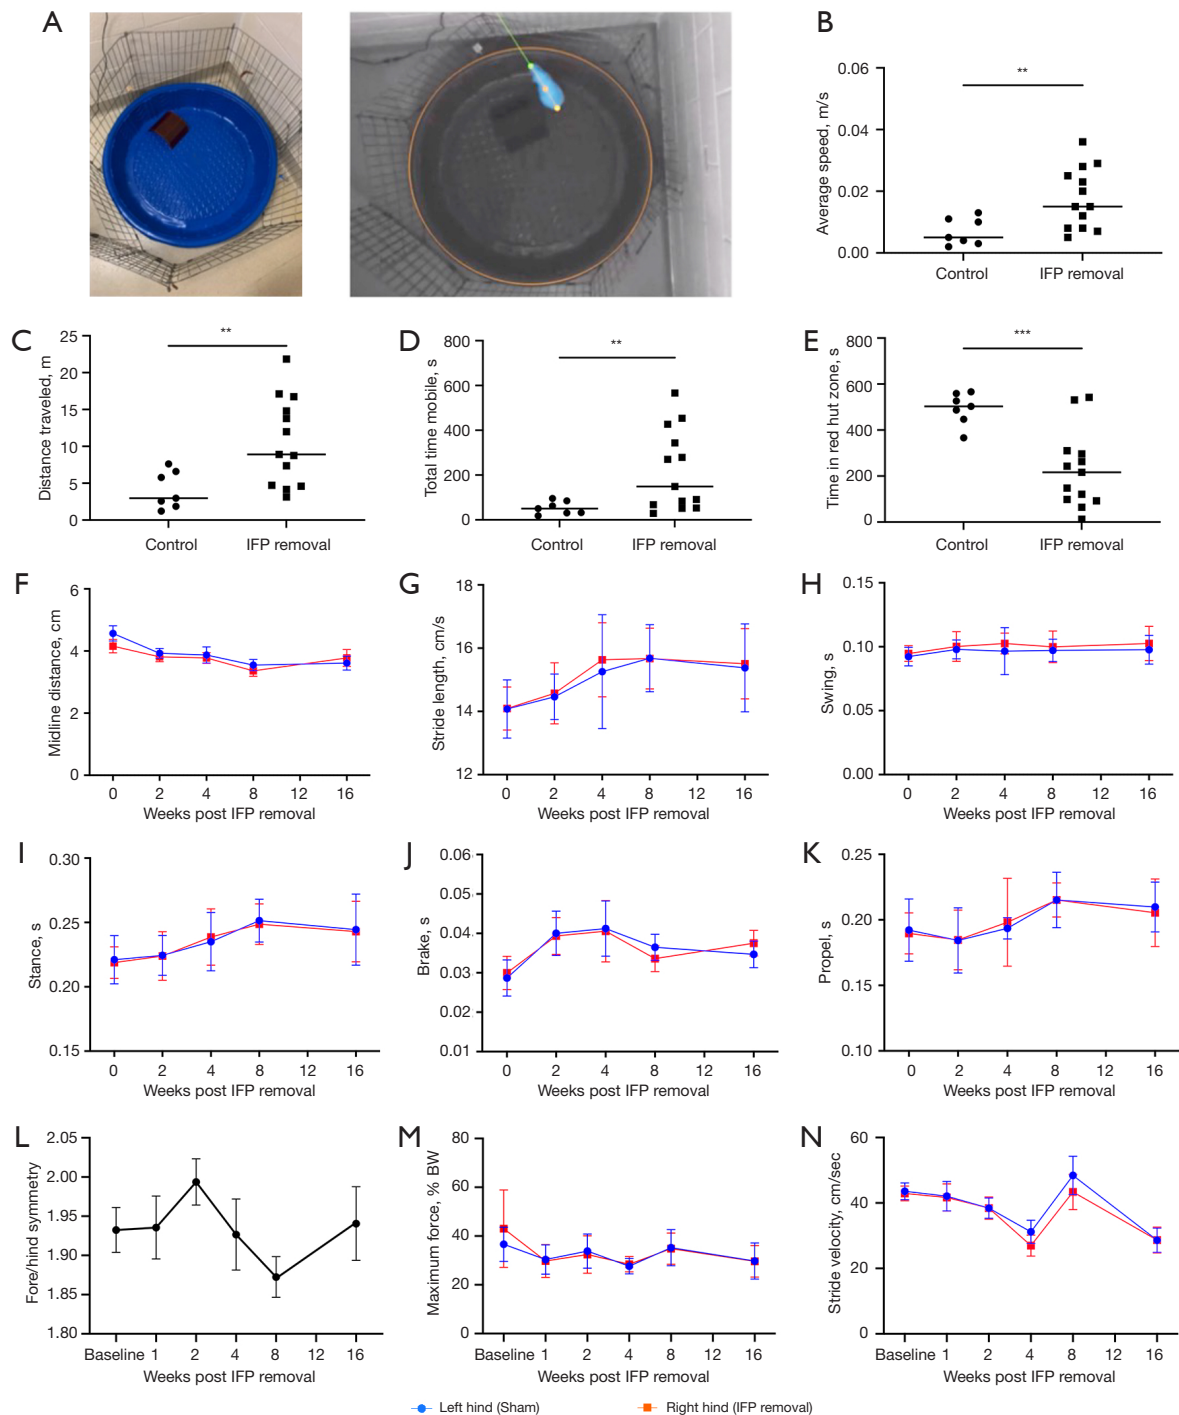 A
B
0.06
0.04
0.02
0.00
Average speed, m/s
**
Control
IFP removal
C
25
20
15
10
5
0
Distance traveled, m
**
Control
IFP removal
D
800
600
400
200
0
Total time mobile, s
**
Control
IFP removal
E
800
600
400
200
0
Time in red hut zone, s
***
Control
IFP removal
F
6
4
2
0
Midline distance, cm
0 2 4 8 12 16
Weeks post IFP removal
G
18
16
14
12
Stride length, cm/s
0 2 4 8 12 16
Weeks post IFP removal
H
0.15
0.10
0.05
0.00
Swing, s
0 2 4 8 12 16
Weeks post IFP removal
I
0.30
0.25
0.20
0.15
Stance, s
0 2 4 8 12 16
Weeks post IFP removal
J
0.06
0.05
0.04
0.03
0.02
0.01
Brake, s
0 2 4 8 12 16
Weeks post IFP removal
K
0.25
0.20
0.15
0.10
Propel, s
0 2 4 8 12 16
Weeks post IFP removal
L
2.05
2.00
1.95
1.90
1.85
1.80
Fore/hind symmetry
Baseline 1 2 4 8 12 16
Weeks post IFP removal
M
80
60
40
20
0
Maximum force, % BW
Baseline 1 2 4 8 12 16
Weeks post IFP removal
N
60
40
20
0
Stride velocity, cm/sec
Baseline 1 2 4 8 12 16
Weeks post IFP removal
Left hind (Sham)
Right hind (IFP removal)